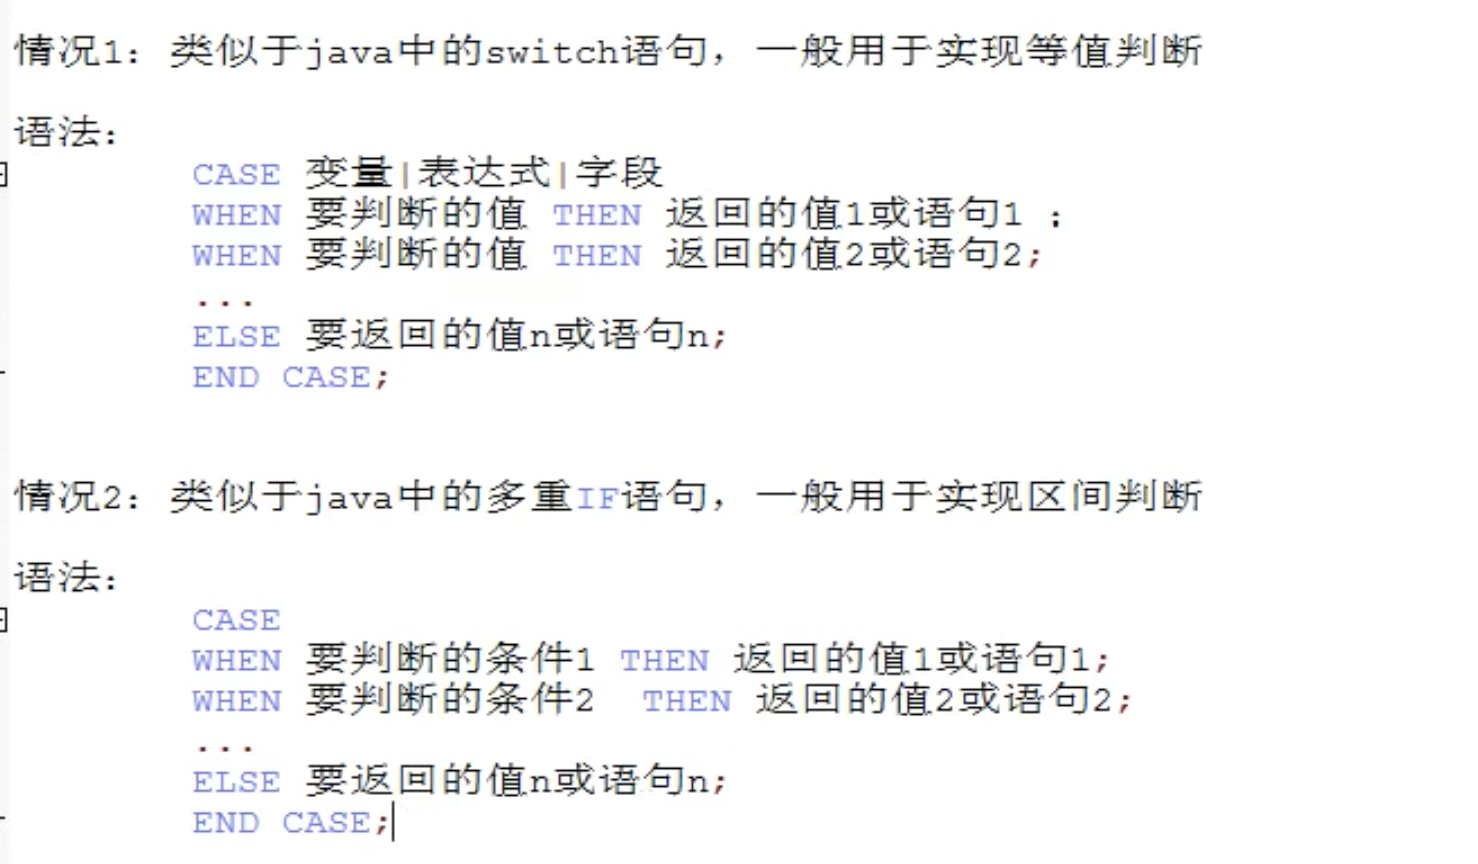 情况1：类似于java中的switch语句，一般用于实现等值判断
语法：
CASE 变量|表达式|字段
WHEN 要判断的值 THEN 返回的值1或语句1 ;
WHEN 要判断的值 THEN 返回的值2或语句2;
...
ELSE 要返回的值n或语句n;
END CASE;
情况2：类似于java中的多重IF语句，一般用于实现区间判断
语法：
CASE
WHEN 要判断的条件1 THEN 返回的值1或语句1;
WHEN 要判断的条件2  THEN 返回的值2或语句2;
...
ELSE 要返回的值n或语句n;
END CASE;